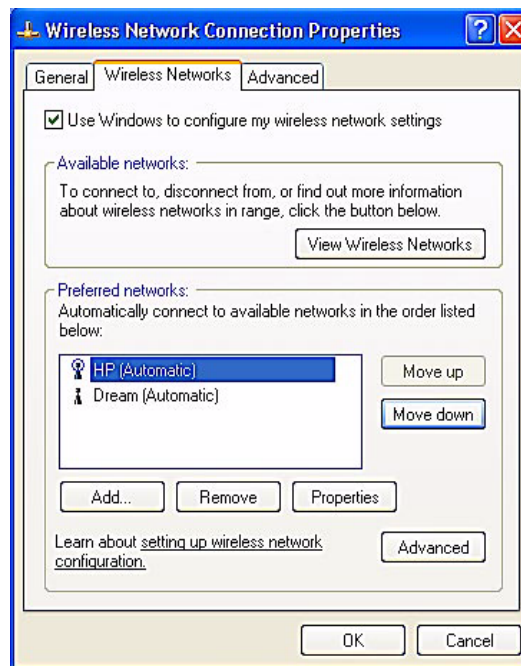 Wireless Network Connection Properties
General
Wireless Networks
Advanced
Use Windows to configure my wireless network settings
Available networks:
To connect to, disconnect from, or find out more information
about wireless networks in range, click the button below.
View Wireless Networks
Preferred networks:
Automatically connect to available networks in the order listed
below:
HP (Automatic)
Dream (Automatic)
Move up
Move down
Add...
Remove
Properties
Learn about setting up wireless network
configuration.
Advanced
OK
Cancel